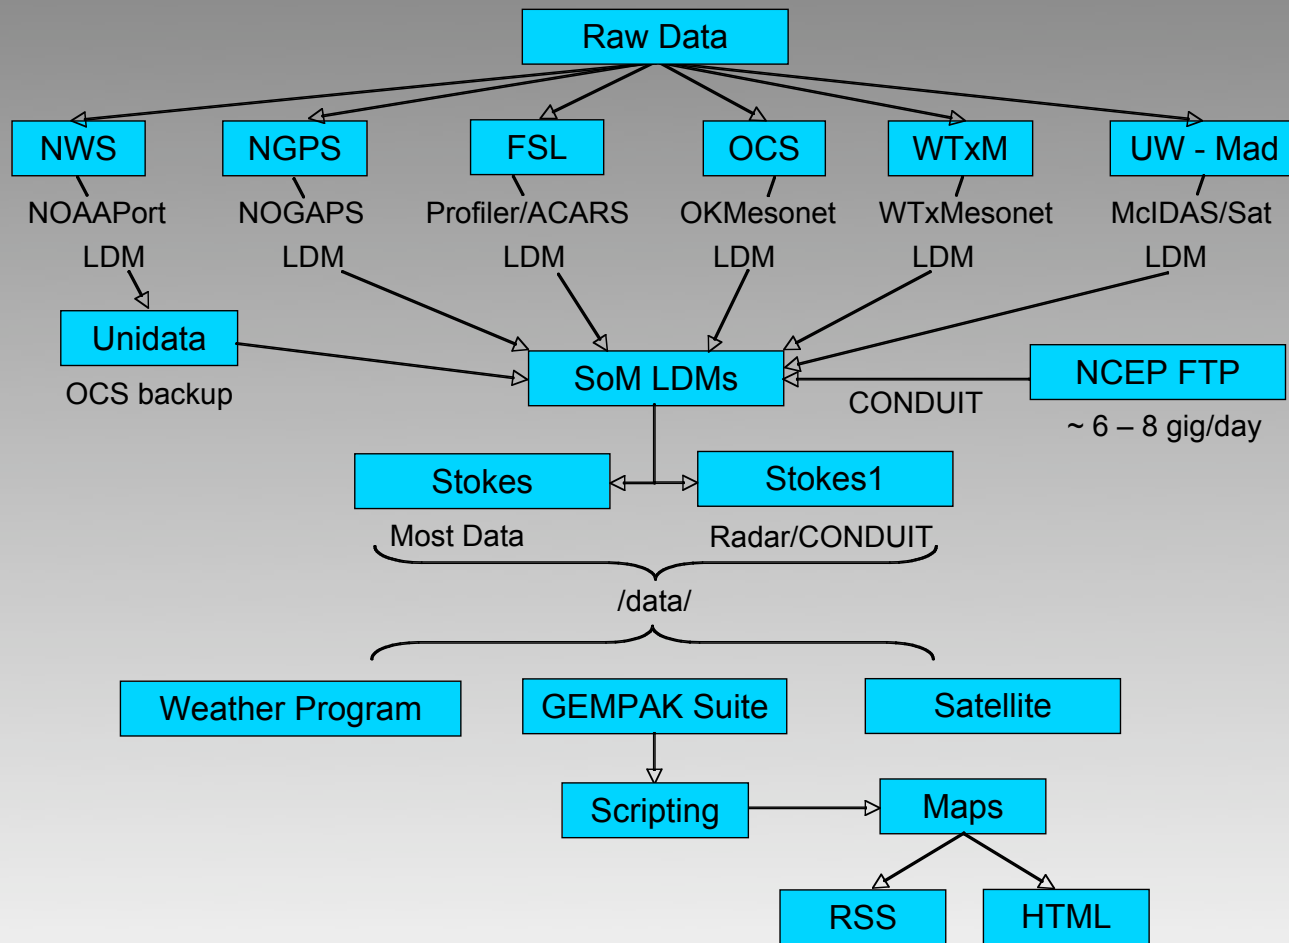 Raw Data
NWS
NGPS
FSL
OCS
WTxM
UW - Mad
NOAAPort
NOGAPS
Profiler/ACARS
OKMesonet
WTxMesonet
McIDAS/Sat
LDM
LDM
LDM
LDM
LDM
LDM
Unidata
OCS backup
SoM LDMs
NCEP FTP
CONDUIT
~ 6 – 8 gig/day
Stokes
Stokes1
Most Data
Radar/CONDUIT
/data/
Weather Program
GEMPAK Suite
Satellite
Scripting
Maps
RSS
HTML